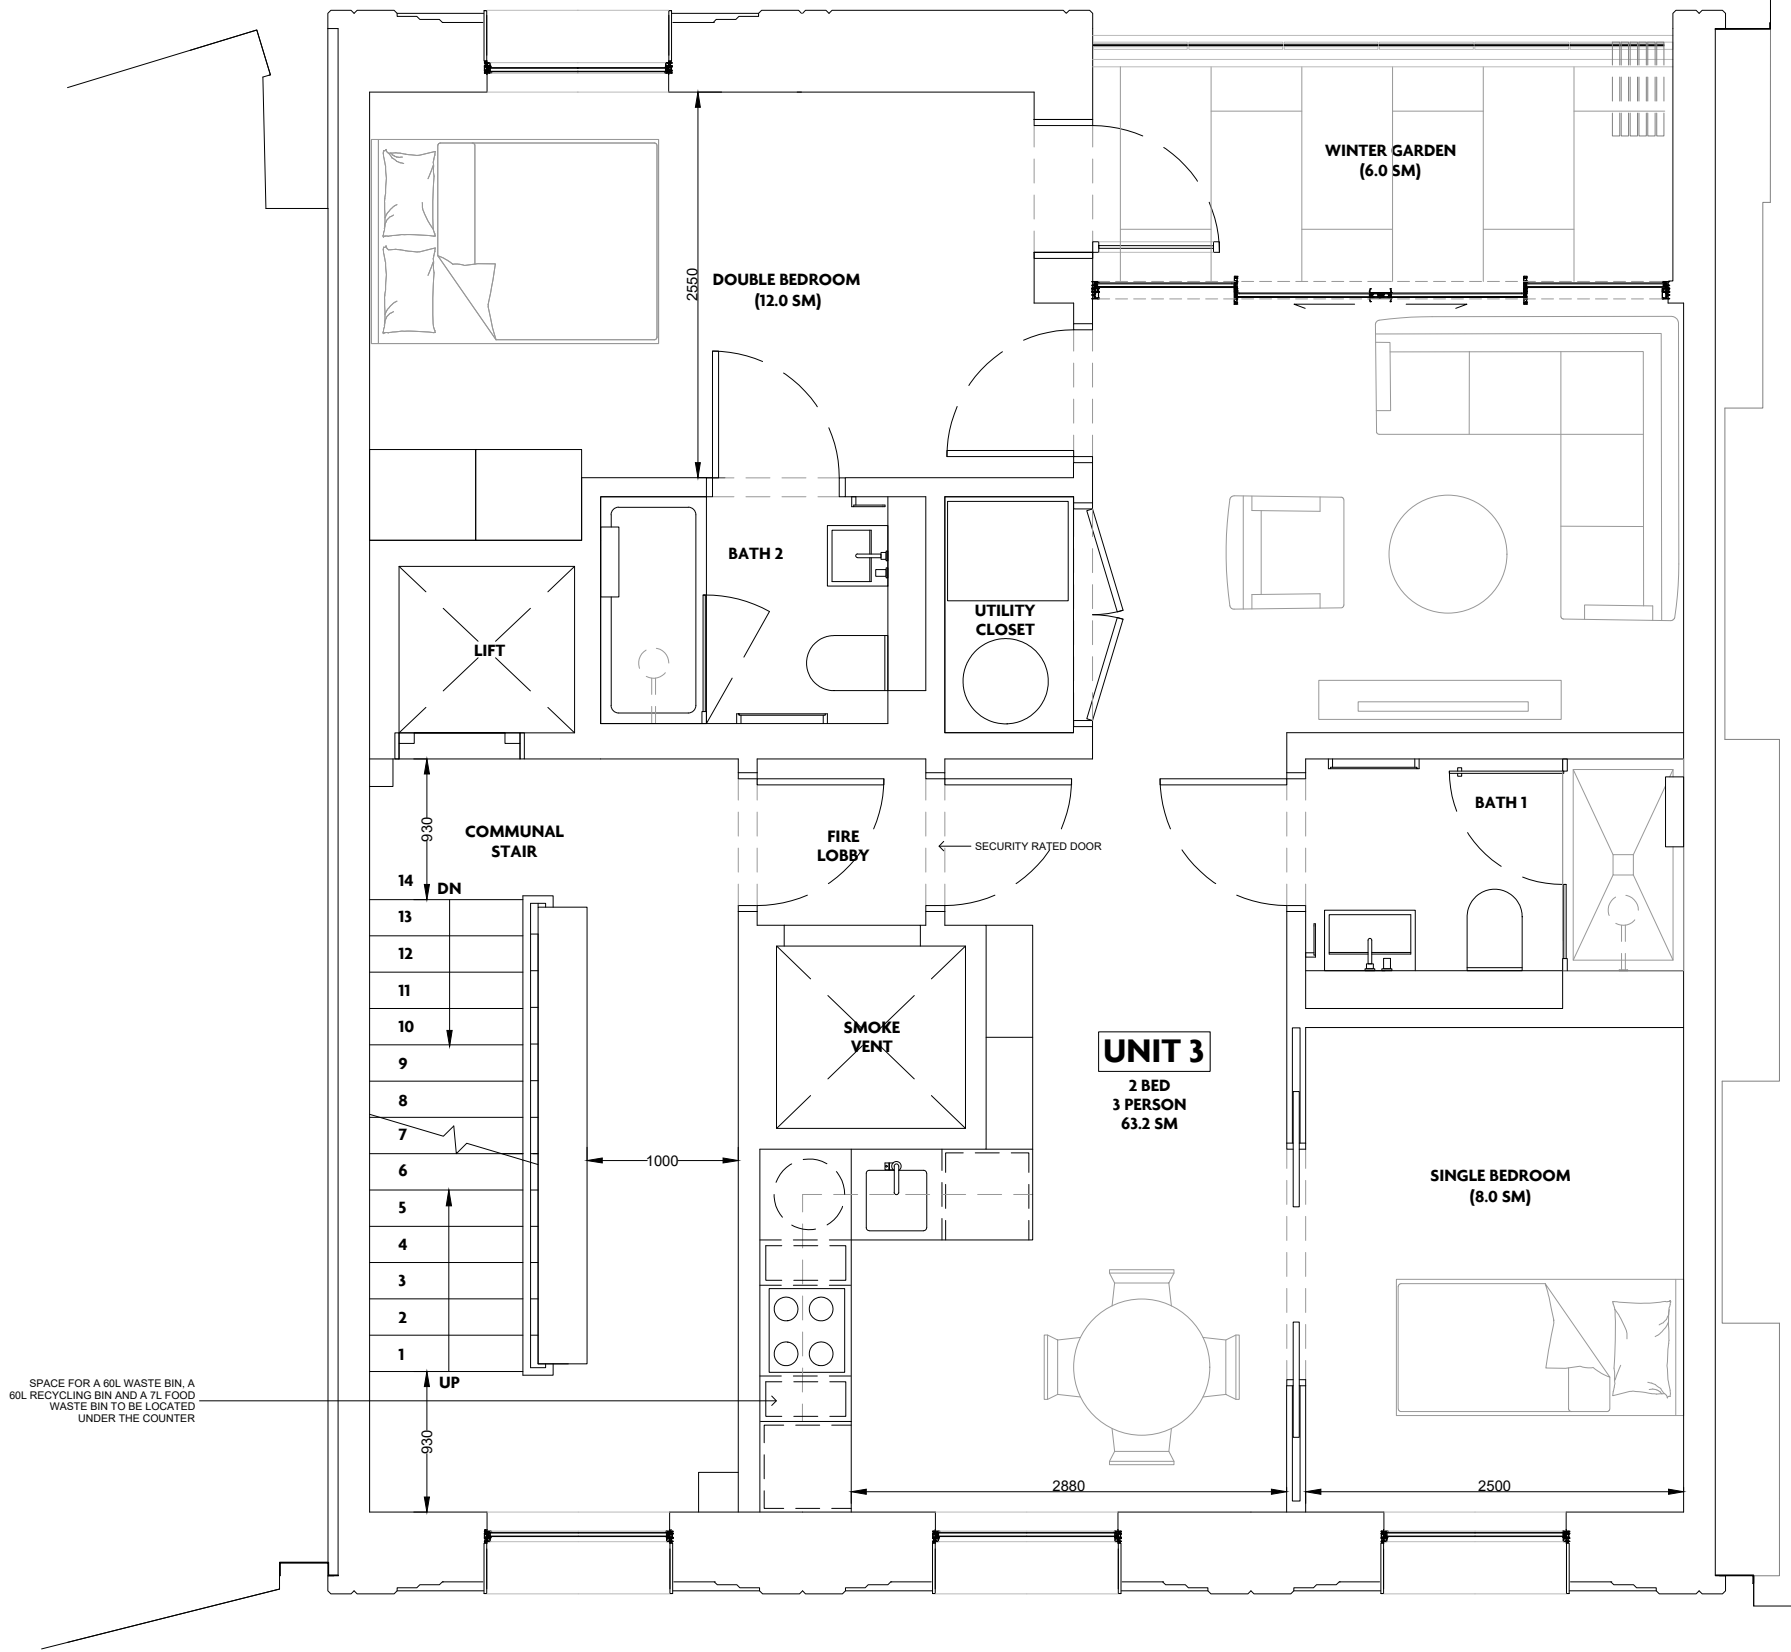 WINTER GARDEN
(6.0 SM)
DOUBLE BEDROOM
(12.0 SM)
2550
BATH 2
UTILITY
CLOSET
LIFT
930
COMMUNAL
STAIR
FIRE
LOBBY
SECURITY RATED DOOR
BATH 1
14
DN
13
12
11
10
9
8
7
6
5
4
3
2
1
UP
SMOKE
VENT
UNIT 3
2 BED
3 PERSON
63.2 SM
1000
SINGLE BEDROOM
(8.0 SM)
SPACE FOR A 60L WASTE BIN, A
60L RECYCLING BIN AND A 7L FOOD
WASTE BIN TO BE LOCATED
UNDER THE COUNTER
930
2880
2500